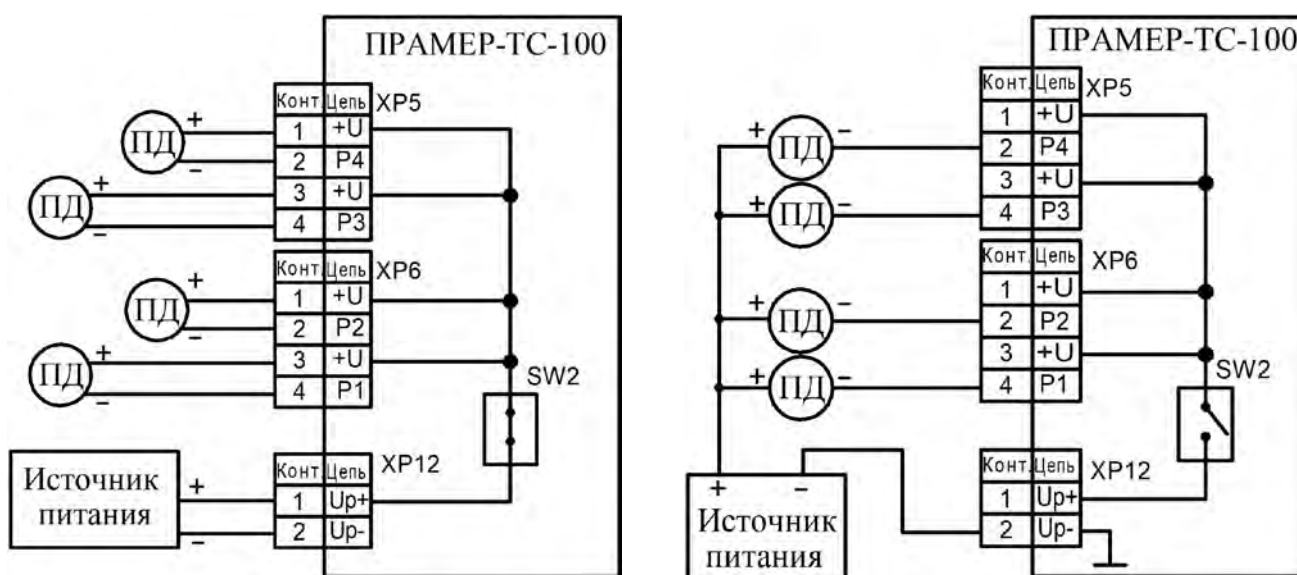 ПРАМЕР-ТС-100
Конт. Цепь XP5
+ 1 +U
ПД
− 2 P4
+ 3 +U
ПД
− 4 P3
Конт. Цепь XP6
+ 1 +U
ПД
− 2 P2
+ 3 +U
ПД
− 4 P1
SW2
Конт. Цепь XP12
Источник
питания
+ 1 Up+
− 2 Up-
ПРАМЕР-ТС-100
Конт. Цепь XP5
1 +U
+ ПД − 2 P4
3 +U
+ ПД − 4 P3
Конт. Цепь XP6
1 +U
+ ПД − 2 P2
3 +U
+ ПД − 4 P1
SW2
Конт. Цепь XP12
1 Up+
2 Up-
+ −
Источник
питания